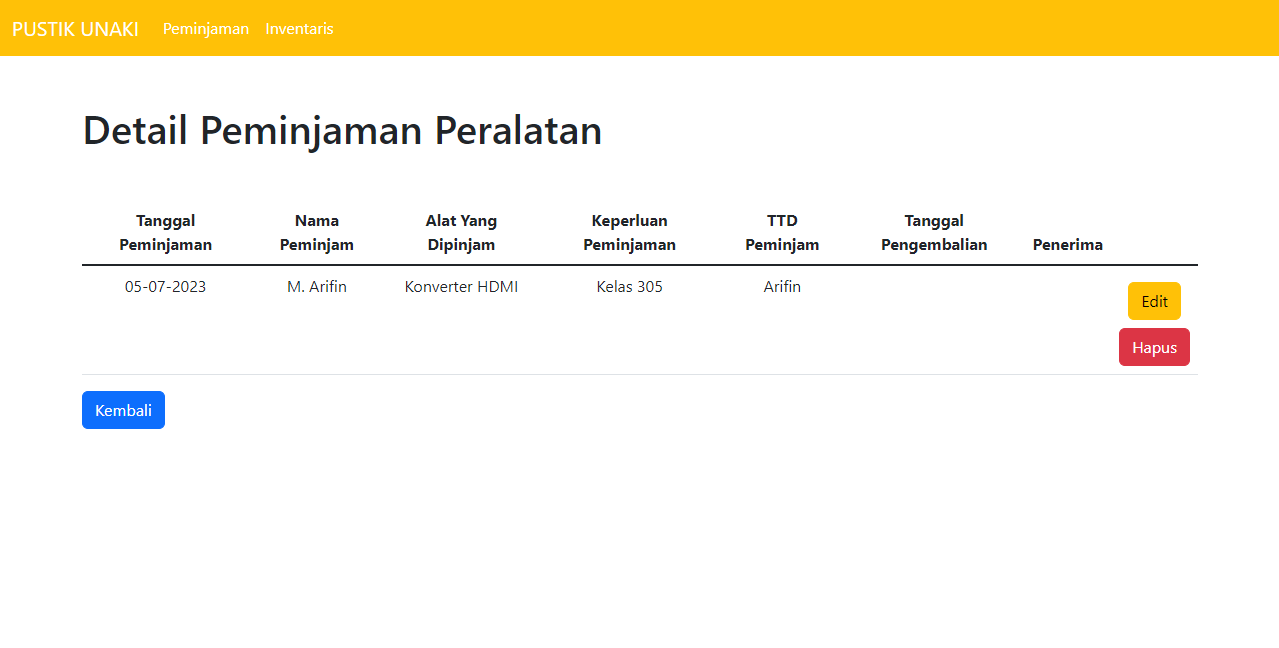 PUSTIK UNAKI Peminjaman Inventaris
Detail Peminjaman Peralatan
Tanggal Peminjaman
Nama Peminjam
Alat Yang Dipinjam
Keperluan Peminjaman
TTD Peminjam
Tanggal Pengembalian
Penerima
05-07-2023 M. Arifin Konverter HDMI Kelas 305 Arifin
Edit
Hapus
Kembali